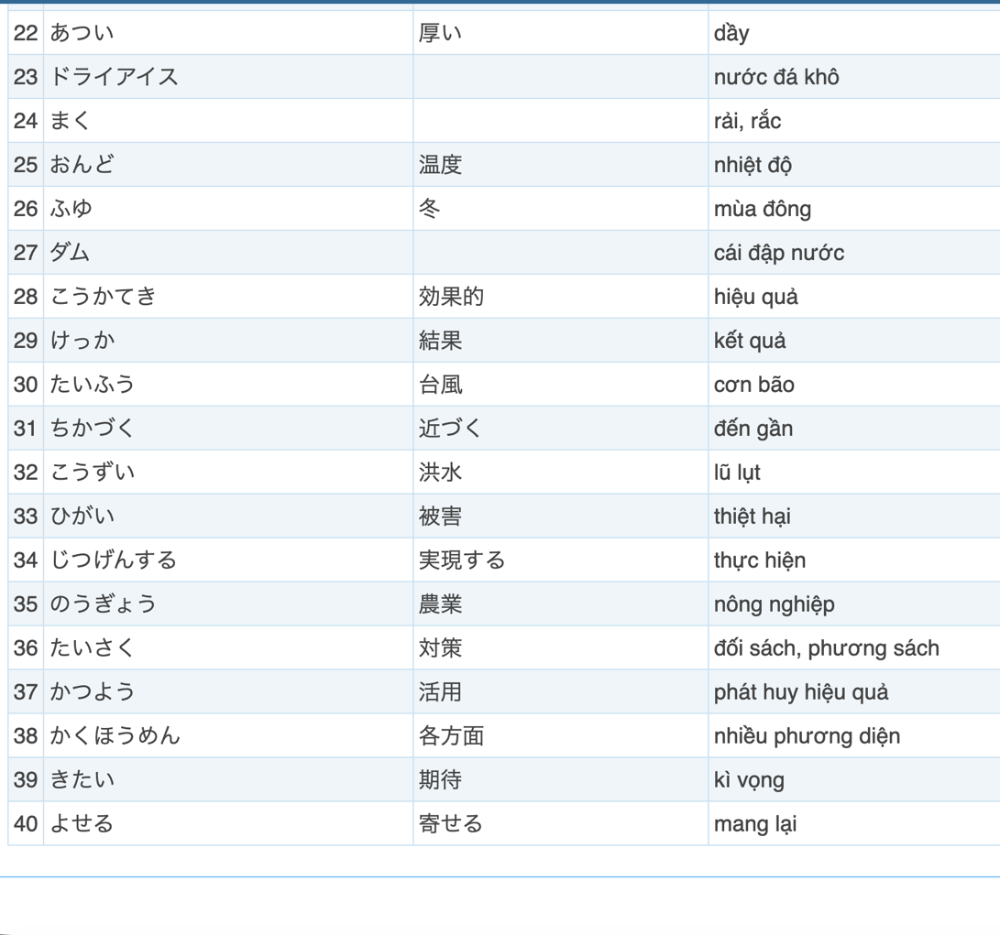 22 あつい 厚い dầy
23 ドライアイス nước đá khô
24 まく rải, rắc
25 おんど 温度 nhiệt độ
26 ふゆ 冬 mùa đông
27 ダム cái đập nước
28 こうかてき 効果的 hiệu quả
29 けっか 結果 kết quả
30 たいふう 台風 cơn bão
31 ちかづく 近づく đến gần
32 こうずい 洪水 lũ lụt
33 ひがい 被害 thiệt hại
34 じつげんする 実現する thực hiện
35 のうぎょう 農業 nông nghiệp
36 たいさく 対策 đối sách, phương sách
37 かつよう 活用 phát huy hiệu quả
38 かくほうめん 各方面 nhiều phương diện
39 きたい 期待 kì vọng
40 よせる 寄せる mang lại